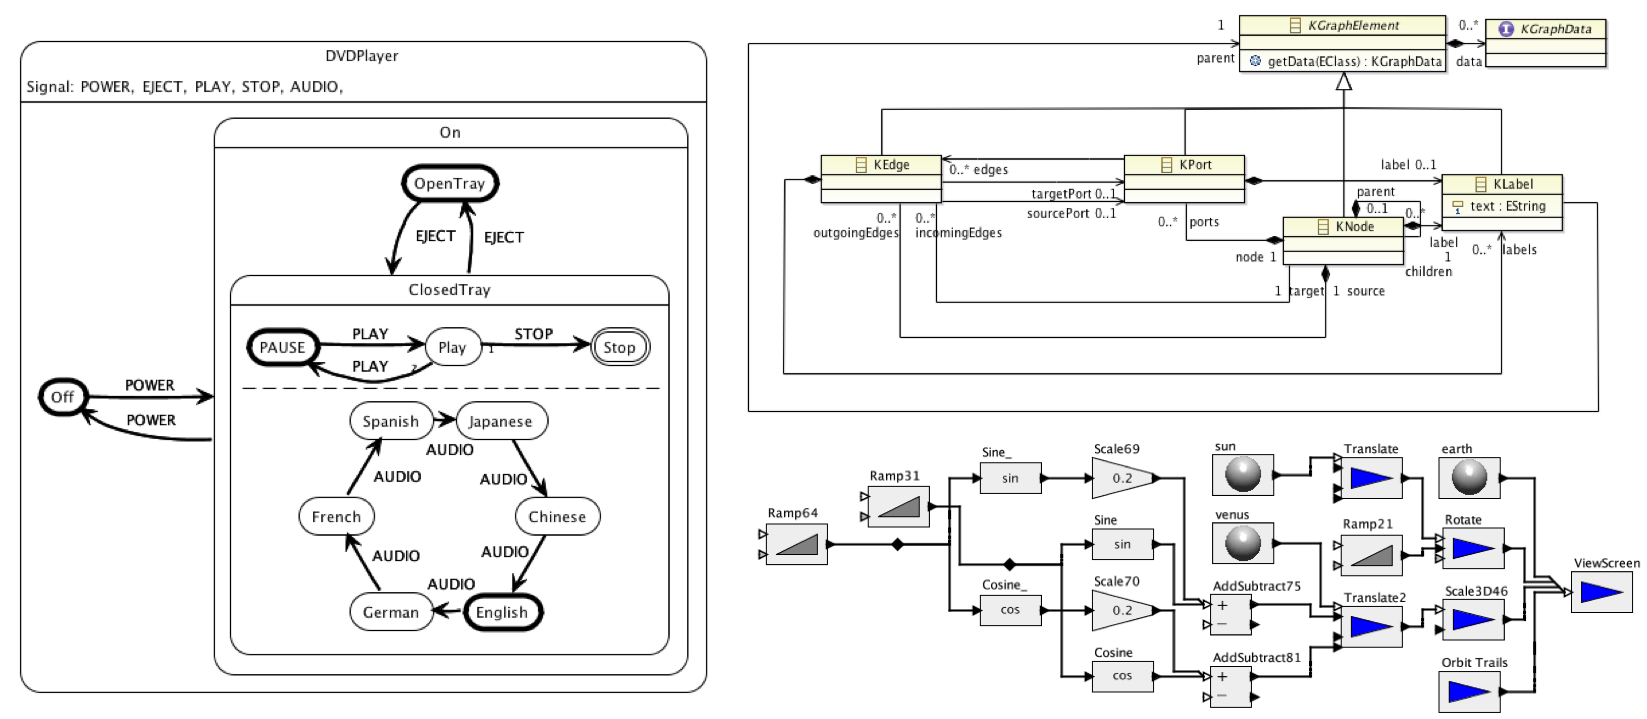 DVDPlayer
Signal: POWER, EJECT, PLAY, STOP, AUDIO,
On
OpenTray
EJECT
EJECT
ClosedTray
PAUSE
PLAY
PLAY
Play
1
2
STOP
Stop
Off
POWER
POWER
Spanish
Japanese
AUDIO
AUDIO
AUDIO
French
Chinese
AUDIO
AUDIO
AUDIO
German
English
1
parent
KGraphElement
getData(EClass) : KGraphData
0..*
data
I
KGraphData
KEdge
0..* edges
targetPort 0..1
sourcePort 0..1
KPort
label 0..1
KLabel
text : EString
0..*
outgoingEdges
0..*
incomingEdges
0..* ports
parent
0..1
0..*
KNode
node 1
label
1
children
0..* labels
1 target
1 source
Ramp64
Ramp31
Sine_
sin
Scale69
0.2
Sine
sin
Cosine_
cos
Scale70
0.2
Cosine
cos
AddSubtract75
+
−
AddSubtract81
+
−
sun
venus
Translate
Ramp21
Translate2
earth
Rotate
Scale3D46
Orbit Trails
ViewScreen